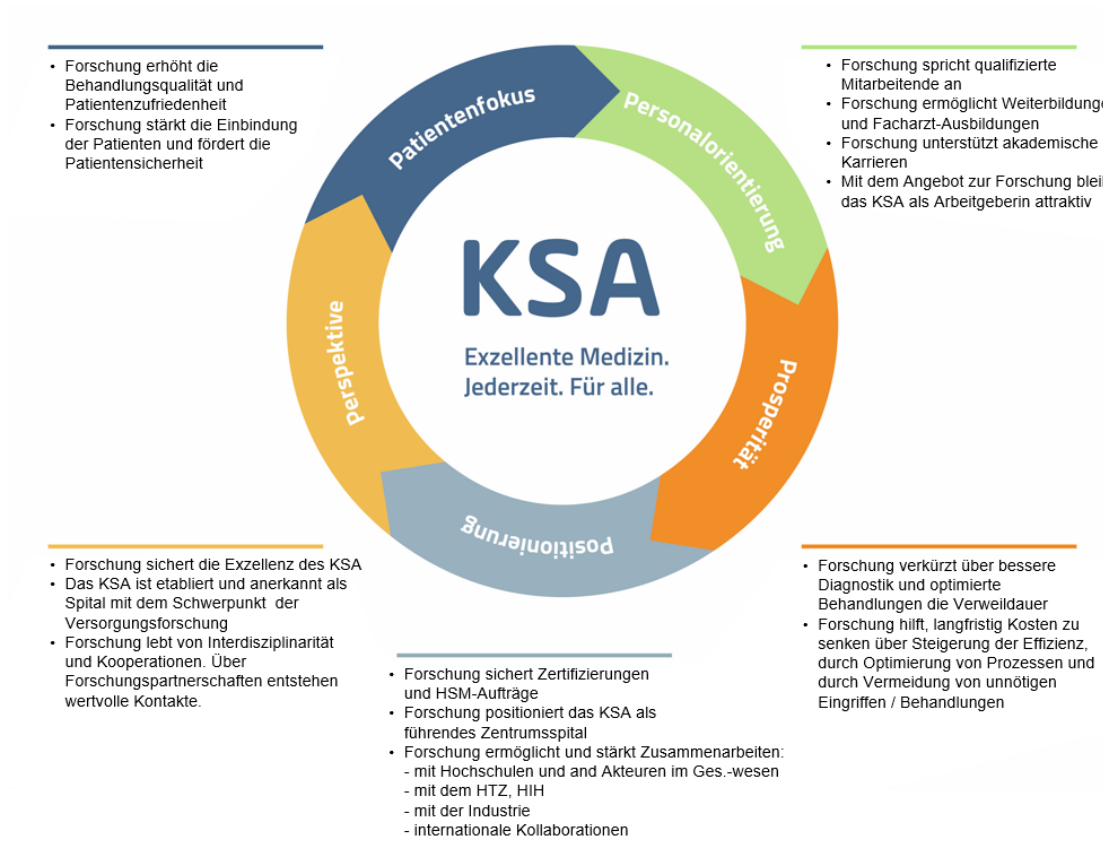 • Forschung erhöht die
Behandlungsqualität und
Patientenzufriedenheit
• Forschung stärkt die Einbindung
der Patienten und fördert die
Patientensicherheit
Patientenfokus
Personalorientierung
• Forschung spricht qualifizierte
Mitarbeitende an
• Forschung ermöglicht Weiterbildunge
und Facharzt-Ausbildungen
• Forschung unterstützt akademische
Karrieren
• Mit dem Angebot zur Forschung blei
das KSA als Arbeitgeberin attraktiv
KSA
Exzellente Medizin.
Jederzeit. Für alle.
Perspektive
Prosperität
Positionierung
• Forschung sichert die Exzellenz des KSA
• Das KSA ist etabliert und anerkannt als
Spital mit dem Schwerpunkt der
Versorgungsforschung
• Forschung lebt von Interdisziplinarität
und Kooperationen. Über
Forschungspartnerschaften entstehen
wertvolle Kontakte.
• Forschung sichert Zertifizierungen
und HSM-Aufträge
• Forschung positioniert das KSA als
führendes Zentrumsspital
• Forschung ermöglicht und stärkt Zusammenarbeiten:
- mit Hochschulen und and Akteuren im Ges.-wesen
- mit dem HTZ, HIH
- mit der Industrie
- internationale Kollaborationen
• Forschung verkürzt über bessere
Diagnostik und optimierte
Behandlungen die Verweildauer
• Forschung hilft, langfristig Kosten zu
senken über Steigerung der Effizienz,
durch Optimierung von Prozessen und
durch Vermeidung von unnötigen
Eingriffen / Behandlungen